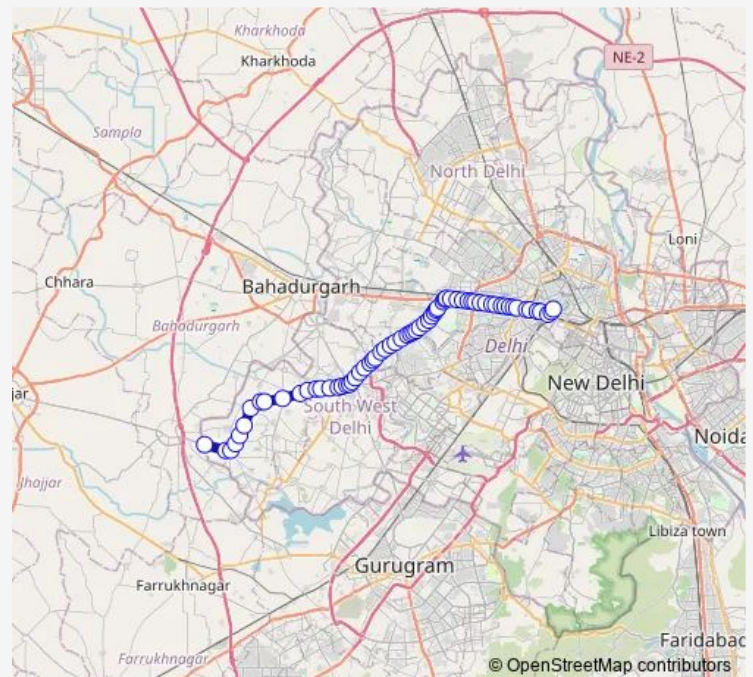 Kharkhoda
Kharkhoda
NE-2
Sampla
North Delhi
Loni
Chhara
Bahadurgarh
Bahadurgarh
Delhi
New Delhi
jar
South West
Delhi
Noida
Jhajjar
Libiza town
Gurugram
Farrukhnagar
Farrukhnagar
Faridabad
© OpenStreetMap contributors